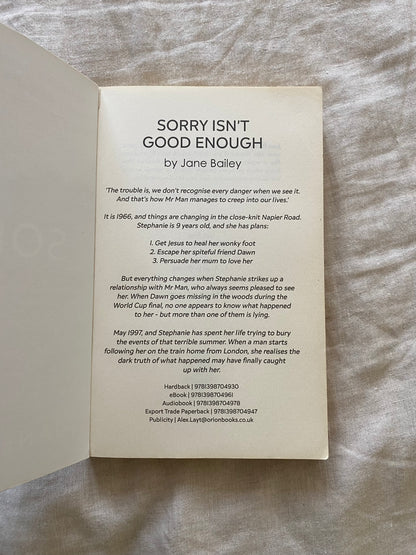 SORRY ISN'T
GOOD ENOUGH
by Jane Bailey
'The trouble is, we don't recognise every danger when we see it.
And that's how Mr Man manages to creep into our lives.'
It is 1966, and things are changing in the close-knit Napier Road.
Stephanie is 9 years old, and she has plans:
1. Get Jesus to heal her wonky foot
2. Escape her spiteful friend Dawn
3. Persuade her mum to love her
But everything changes when Stephanie strikes up a
relationship with Mr Man, who always seems pleased to see
her. When Dawn goes missing in the woods during the
World Cup final, no one appears to know what happened
to her - but more than one of them is lying.
May 1997, and Stephanie has spent her life trying to bury
the events of that terrible summer. When a man starts
following her on the train home from London, she realises the
dark truth of what happened may have finally caught
up with her.
Hardback | 9781398704930
eBook | 9781398704961
Audiobook | 9781398704978
Export Trade Paperback | 9781398704947
Publicity | Alex.Layt@orionbooks.co.uk